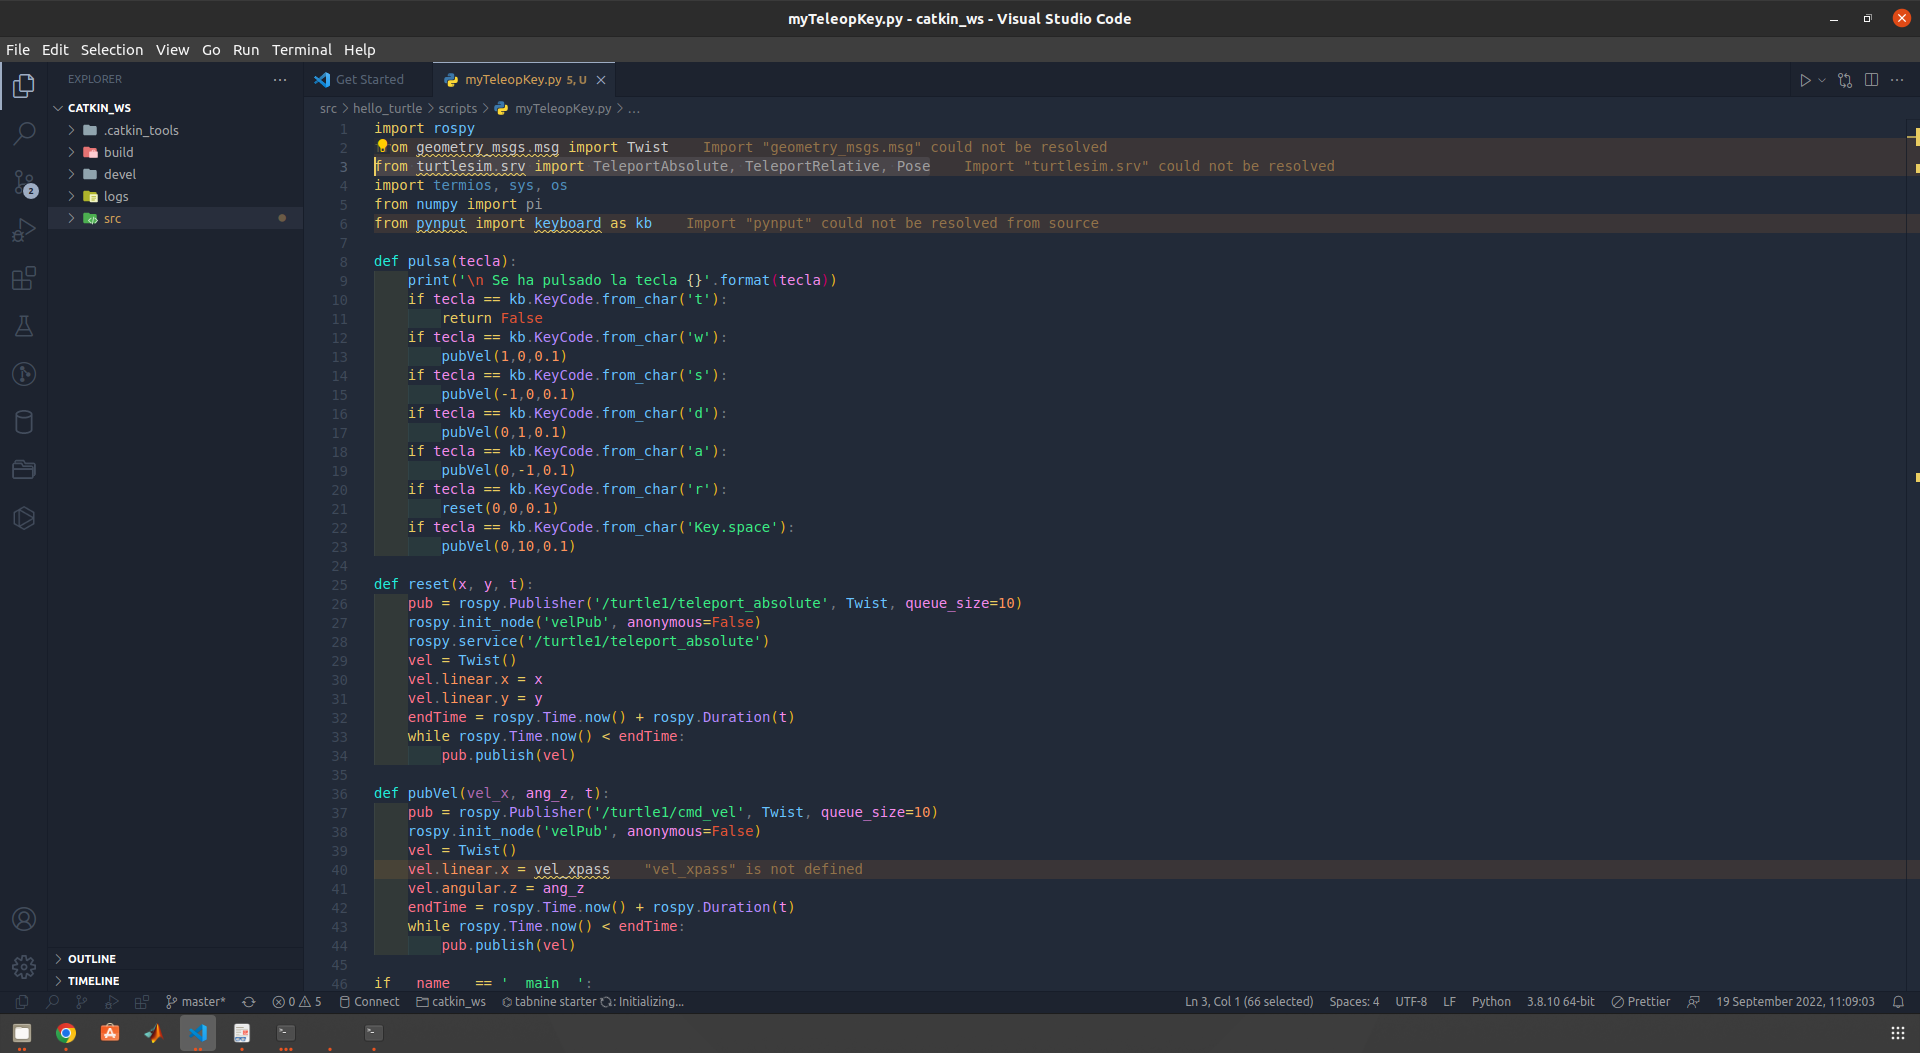 myTeleopKey.py - catkin_ws - Visual Studio Code
File Edit Selection View Go Run Terminal Help
EXPLORER
Get Started
myTeleopKey.py 5, U
CATKIN_WS
.catkin_tools
build
devel
logs
src
2
src > hello_turtle > scripts > myTeleopKey.py > ...
1 import rospy
2 from geometry_msgs.msg import Twist Import "geometry_msgs.msg" could not be resolved
3 from turtlesim.srv import TeleportAbsolute, TeleportRelative, Pose Import "turtlesim.srv" could not be resolved
4 import termios, sys, os
5 from numpy import pi
6 from pynput import keyboard as kb Import "pynput" could not be resolved from source
7
8 def pulsa(tecla):
9 print('\n Se ha pulsado la tecla {}'.format(tecla))
10 if tecla == kb.KeyCode.from_char('t'):
11 return False
12 if tecla == kb.KeyCode.from_char('w'):
13 pubVel(1,0,0.1)
14 if tecla == kb.KeyCode.from_char('s'):
15 pubVel(-1,0,0.1)
16 if tecla == kb.KeyCode.from_char('d'):
17 pubVel(0,1,0.1)
18 if tecla == kb.KeyCode.from_char('a'):
19 pubVel(0,-1,0.1)
20 if tecla == kb.KeyCode.from_char('r'):
21 reset(0,0,0.1)
22 if tecla == kb.KeyCode.from_char('Key.space'):
23 pubVel(0,10,0.1)
24
25 def reset(x, y, t):
26 pub = rospy.Publisher('/turtle1/teleport_absolute', Twist, queue_size=10)
27 rospy.init_node('velPub', anonymous=False)
28 rospy.service('/turtle1/teleport_absolute')
29 vel = Twist()
30 vel.linear.x = x
31 vel.linear.y = y
32 endTime = rospy.Time.now() + rospy.Duration(t)
33 while rospy.Time.now() < endTime:
34 pub.publish(vel)
35
36 def pubVel(vel_x, ang_z, t):
37 pub = rospy.Publisher('/turtle1/cmd_vel', Twist, queue_size=10)
38 rospy.init_node('velPub', anonymous=False)
39 vel = Twist()
40 vel.linear.x = vel_xpass "vel_xpass" is not defined
41 vel.angular.z = ang_z
42 endTime = rospy.Time.now() + rospy.Duration(t)
43 while rospy.Time.now() < endTime:
44 pub.publish(vel)
45
46 if __name__ == '__main__':
OUTLINE
TIMELINE
master* 0 5 Connect catkin_ws tabnine starter : Initializing... Ln 3, Col 1 (66 selected) Spaces: 4 UTF-8 LF Python 3.8.10 64-bit Prettier 19 September 2022, 11:09:03